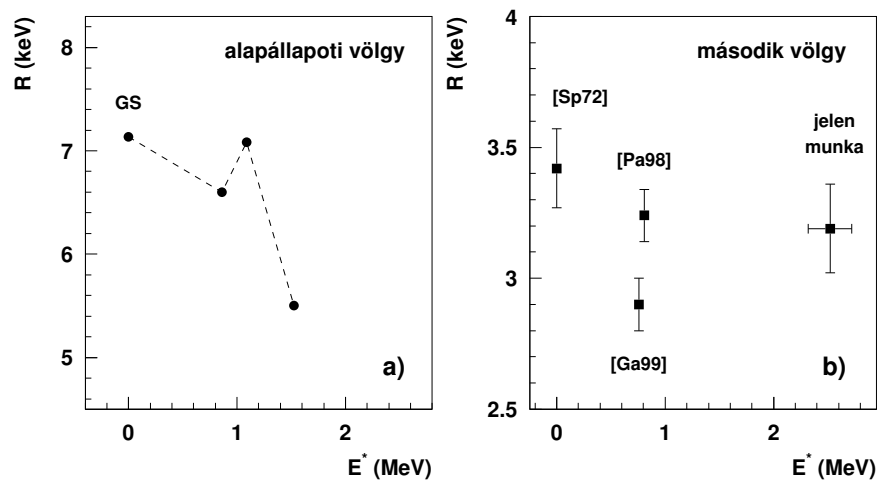 R (keV)
8
7
6
5
alapállapoti völgy
GS
a)
0
1
2
E* (MeV)
R (keV)
4
3.5
3
2.5
második völgy
[Sp72]
[Pa98]
[Ga99]
jelen
munka
b)
0
1
2
E* (MeV)